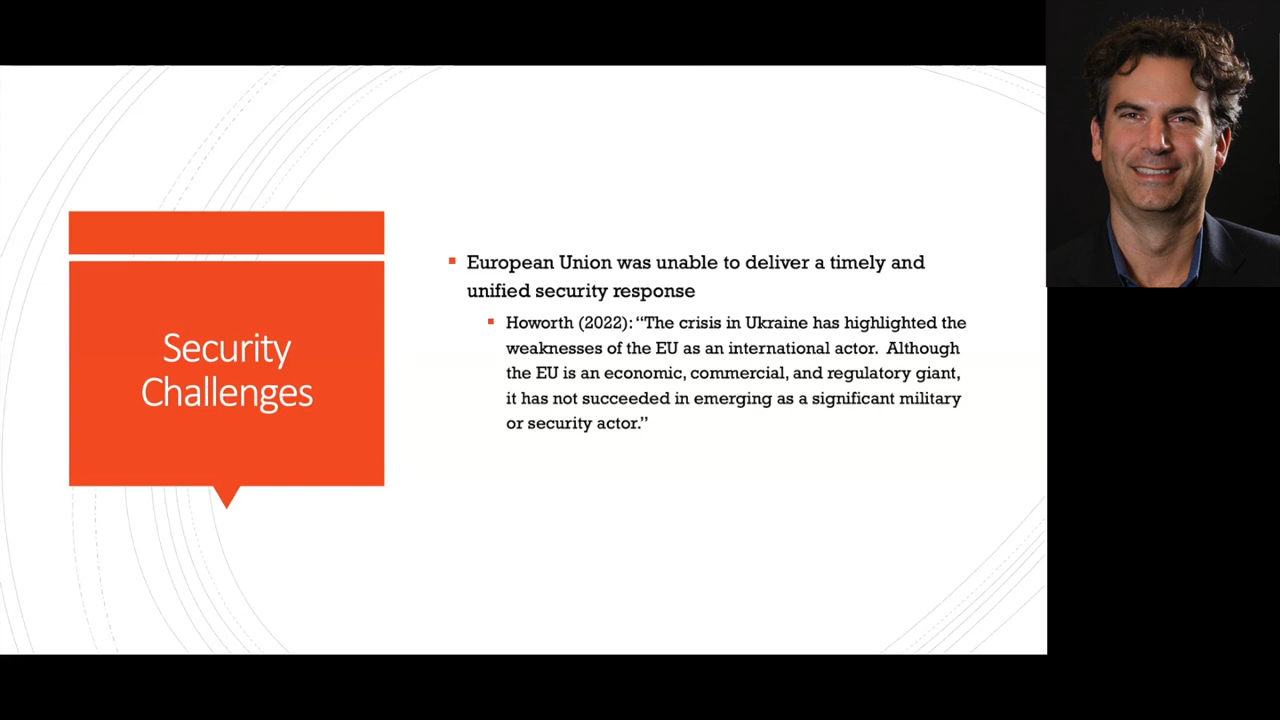 Security
Challenges
European Union was unable to deliver a timely and
unified security response
Howorth (2022): “The crisis in Ukraine has highlighted the
weaknesses of the EU as an international actor.  Although
the EU is an economic, commercial, and regulatory giant,
it has not succeeded in emerging as a significant military
or security actor.”